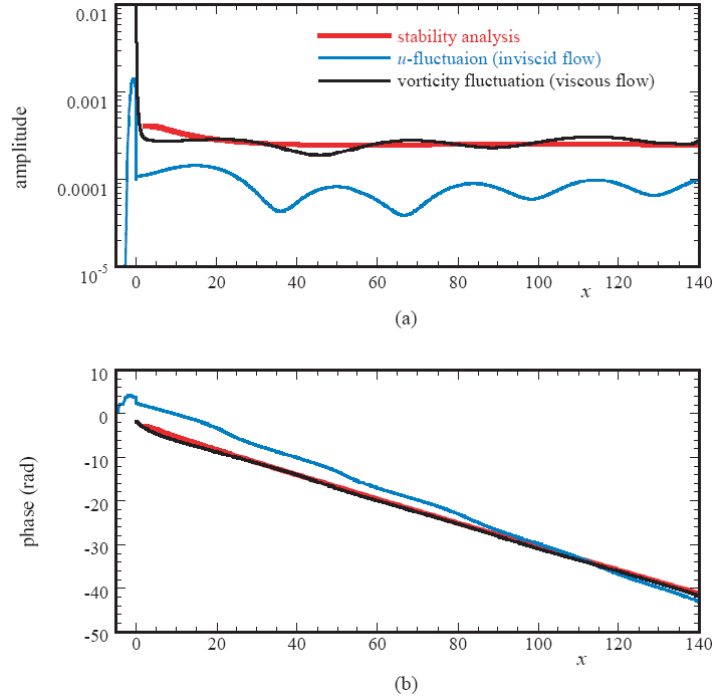 0.01
stability analysis
u-fluctuaion (inviscid flow)
vorticity fluctuation (viscous flow)
0.001
amplitude
0.0001
10-5
0 20 40 60 80 100 120 140
x
(a)
10
0
-10
phase (rad)
-20
-30
-40
-50
0 20 40 60 80 100 120 140
x
(b)